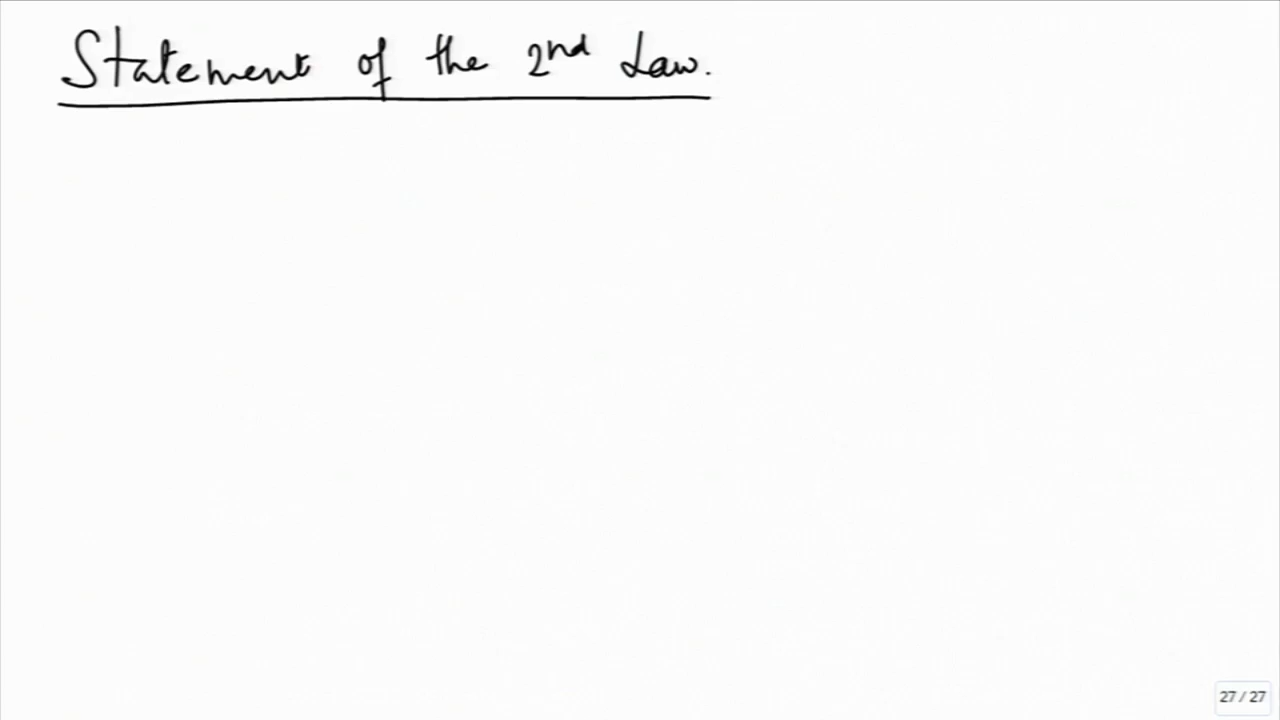 Statement of the 2nd Law.
27 / 27